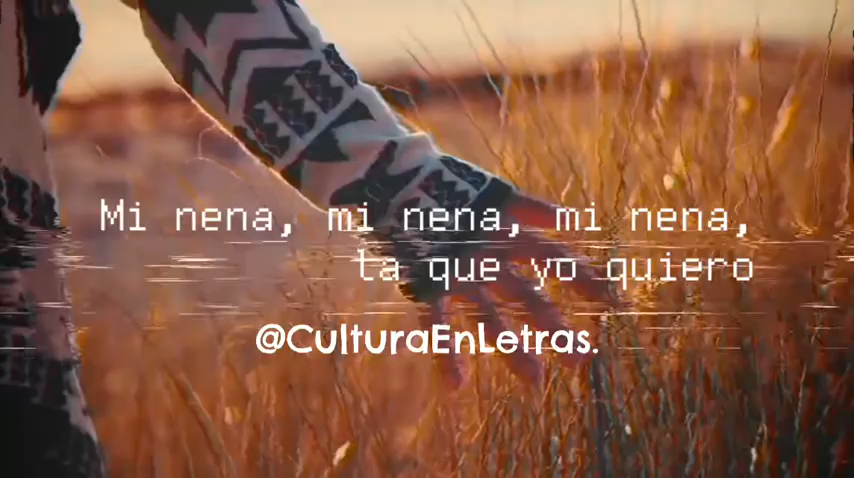 Mi nena, mi nena, mi nena,
la que yo quiero
@CulturaEnLetras.